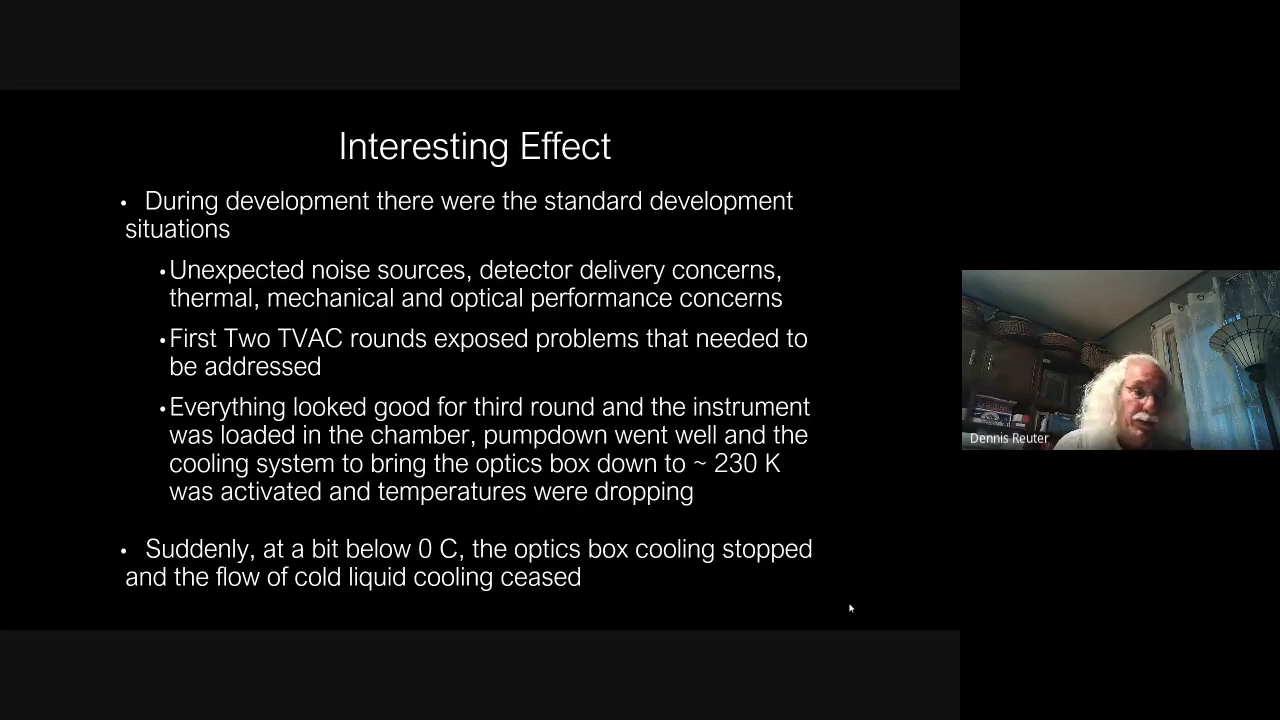 Interesting Effect
• During development there were the standard development
situations
•Unexpected noise sources, detector delivery concerns,
thermal, mechanical and optical performance concerns
•First Two TVAC rounds exposed problems that needed to
be addressed
•Everything looked good for third round and the instrument
was loaded in the chamber, pumpdown went well and the
cooling system to bring the optics box down to ~ 230 K
was activated and temperatures were dropping
• Suddenly, at a bit below 0 C, the optics box cooling stopped
and the flow of cold liquid cooling ceased
Dennis Reuter